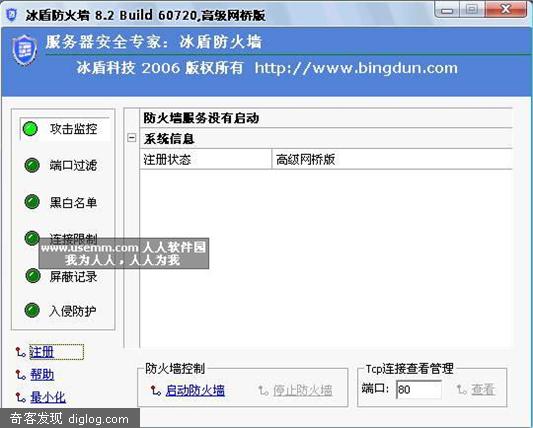 冰盾防火墙 8.2 Build 60720,高级网桥版
服务器安全专家：冰盾防火墙
冰盾科技 2006 版权所有 http://www.bingdun.com
攻击监控
端口过滤
黑白名单
连接限制
屏蔽记录
入侵防护
防火墙服务没有启动
系统信息
注册状态 高级网桥版
www.usemm.com 人人软件园
我为人人，人人为我
注册
帮助
最小化
防火墙控制
启动防火墙 停止防火墙
Tcp连接查看管理
端口: 80 查看
奇客发现 diglog.com